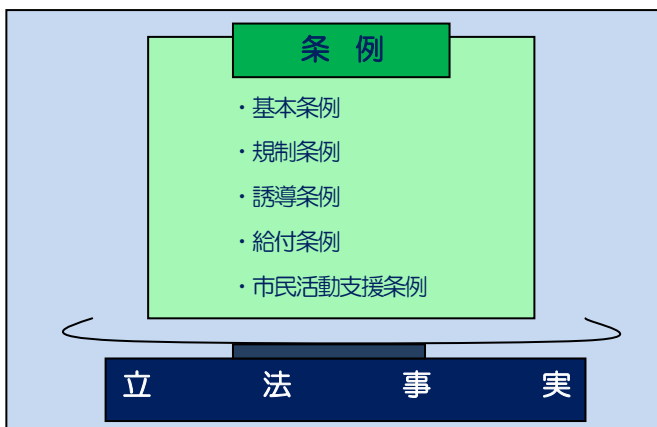 条 例
・基本条例
・規制条例
・誘導条例
・給付条例
・市民活動支援条例
立 法 事 実